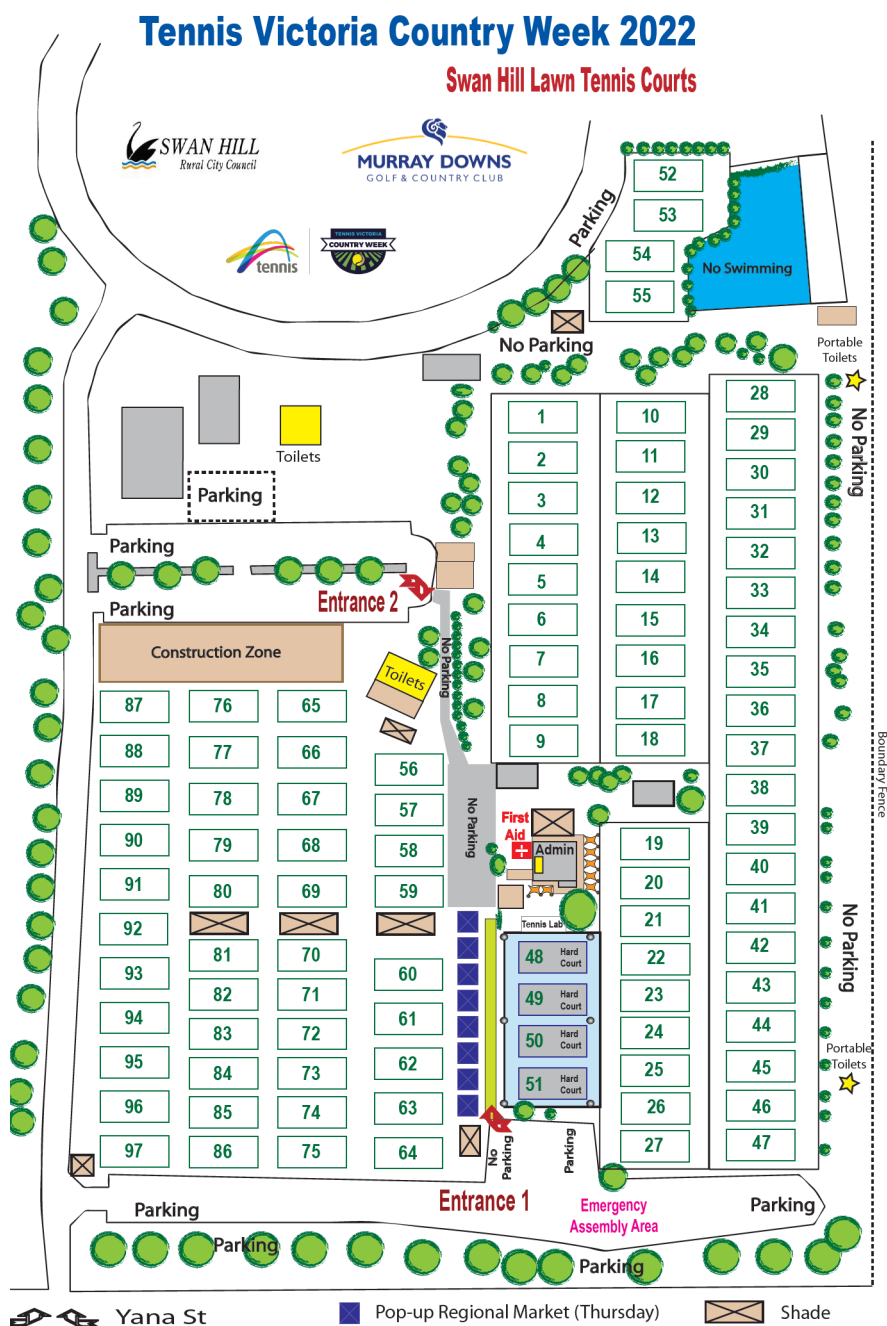 Tennis Victoria Country Week 2022
Swan Hill Lawn Tennis Courts
SWAN HILL
Rural City Council
MURRAY DOWNS
GOLF & COUNTRY CLUB
tennis
TENNIS VICTORIA
COUNTRY WEEK
Parking
52
53
54
55
No Swimming
No Parking
Portable
Toilets
No Parking
Toilets
Parking
Parking
Entrance 2
Parking
Construction Zone
Toilets
No Parking
1
2
3
4
5
6
7
8
9
10
11
12
13
14
15
16
17
18
28
29
30
31
32
33
34
35
36
37
38
39
40
41
42
43
44
45
46
47
Boundary Fence
87
88
89
90
91
92
93
94
95
96
97
76
77
78
79
80
81
82
83
84
85
86
65
66
67
68
69
70
71
72
73
74
75
56
57
58
59
60
61
62
63
64
No Parking
First
Aid
Admin
Tennis Lab
48 Hard
Court
49 Hard
Court
50 Hard
Court
51 Hard
Court
19
20
21
22
23
24
25
26
27
No Parking
Portable
Toilets
No
Parking
Parking
Entrance 1
Emergency
Assembly Area
Parking
Parking
Parking
Parking
Yana St
Pop-up Regional Market (Thursday)
Shade